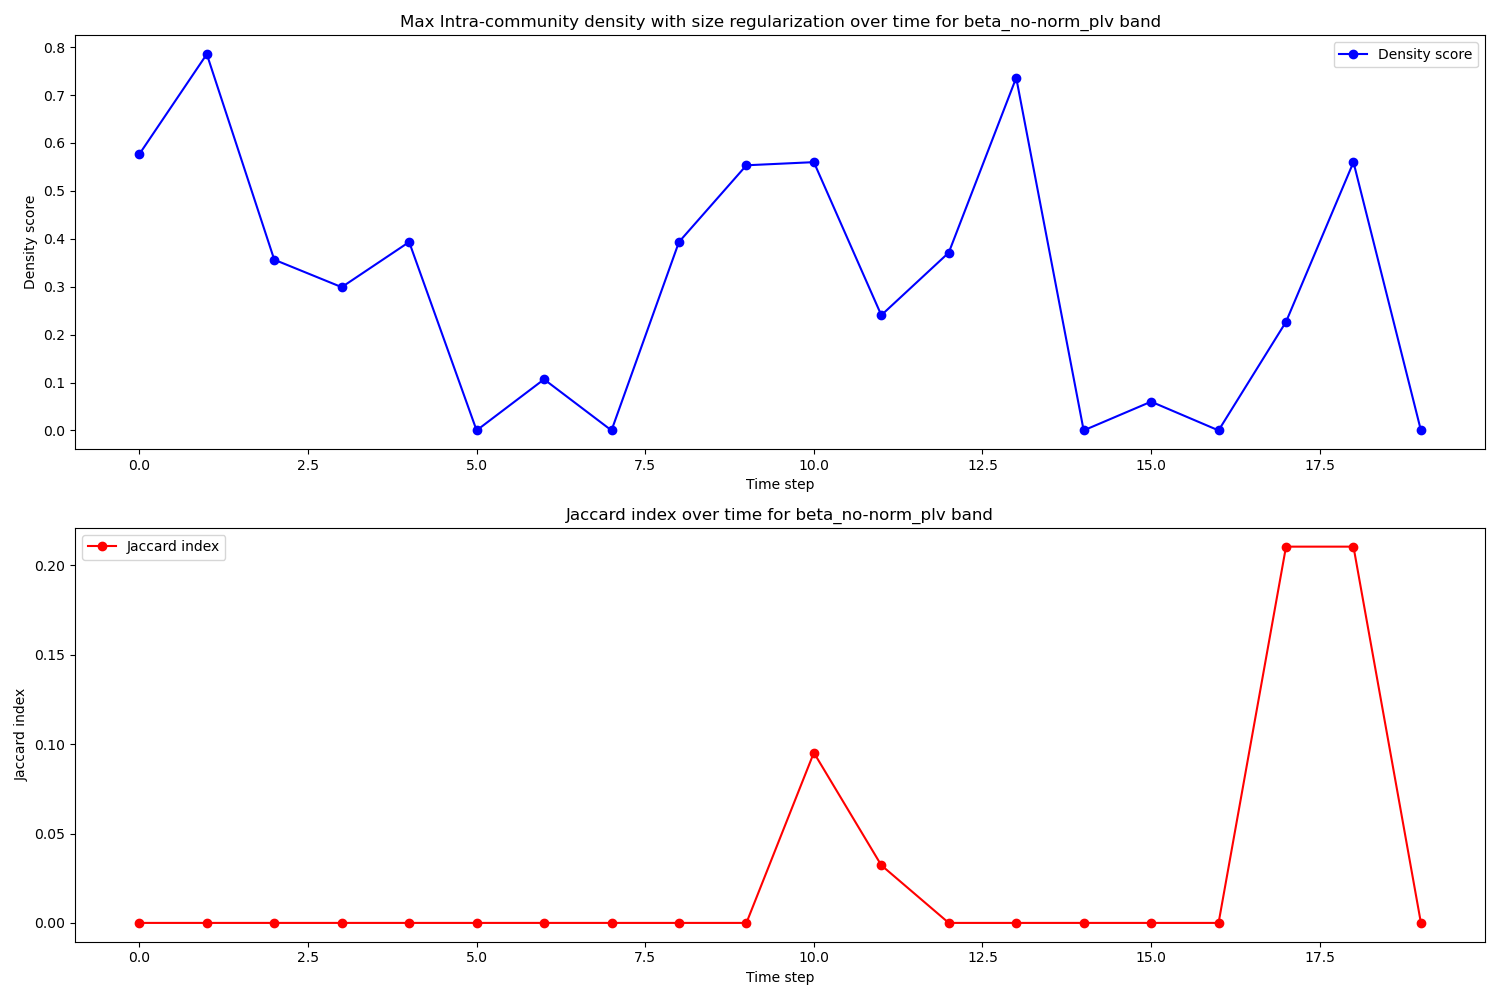 Max Intra-community density with size regularization over time for beta_no-norm_plv band
Density score
0.8
0.7
0.6
0.5
0.4
0.3
0.2
0.1
0.0
Density score
0.0 2.5 5.0 7.5 10.0 12.5 15.0 17.5
Time step
Jaccard index over time for beta_no-norm_plv band
Jaccard index
0.20
0.15
0.10
0.05
0.00
Jaccard index
0.0 2.5 5.0 7.5 10.0 12.5 15.0 17.5
Time step